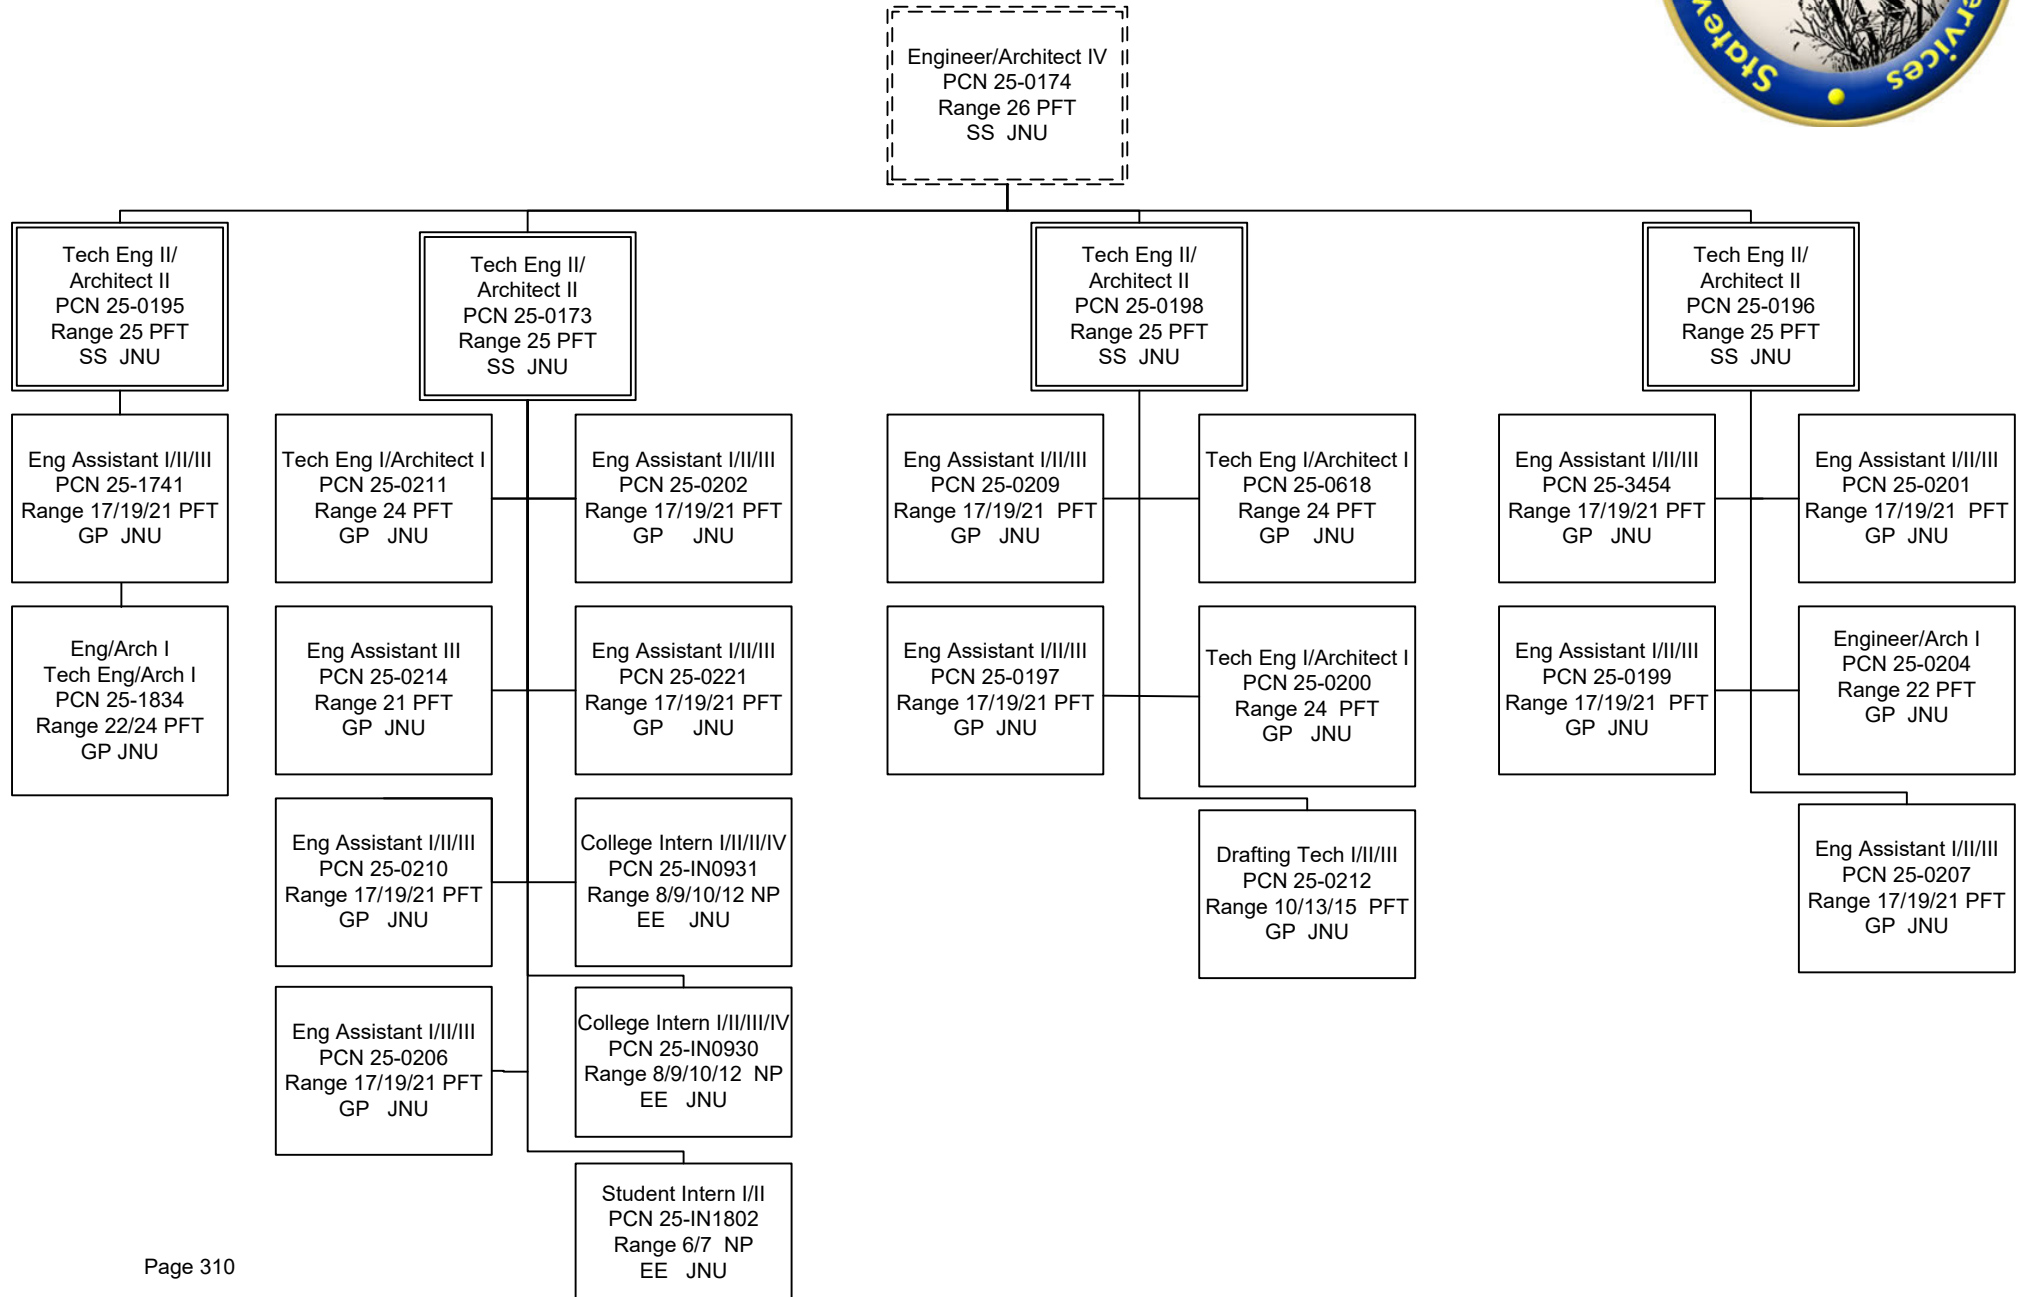 Engineer/Architect IV
PCN 25-0174
Range 26 PFT
SS JNU
Services
Tech Eng II/
Architect II
PCN 25-0195
Range 25 PFT
SS JNU
Tech Eng II/
Architect II
PCN 25-0173
Range 25 PFT
SS JNU
Tech Eng II/
Architect II
PCN 25-0198
Range 25 PFT
SS JNU
Tech Eng II/
Architect II
PCN 25-0196
Range 25 PFT
SS JNU
Eng Assistant I/II/III
PCN 25-1741
Range 17/19/21 PFT
GP JNU
Tech Eng I/Architect I
PCN 25-0211
Range 24 PFT
GP JNU
Eng Assistant I/II/III
PCN 25-0202
Range 17/19/21 PFT
GP JNU
Eng Assistant I/II/III
PCN 25-0209
Range 17/19/21 PFT
GP JNU
Tech Eng I/Architect I
PCN 25-0618
Range 24 PFT
GP JNU
Eng Assistant I/II/III
PCN 25-3454
Range 17/19/21 PFT
GP JNU
Eng Assistant I/II/III
PCN 25-0201
Range 17/19/21 PFT
GP JNU
Eng/Arch I
Tech Eng/Arch I
PCN 25-1834
Range 22/24 PFT
GP JNU
Eng Assistant III
PCN 25-0214
Range 21 PFT
GP JNU
Eng Assistant I/II/III
PCN 25-0221
Range 17/19/21 PFT
GP JNU
Eng Assistant I/II/III
PCN 25-0197
Range 17/19/21 PFT
GP JNU
Tech Eng I/Architect I
PCN 25-0200
Range 24 PFT
GP JNU
Eng Assistant I/II/III
PCN 25-0199
Range 17/19/21 PFT
GP JNU
Engineer/Arch I
PCN 25-0204
Range 22 PFT
GP JNU
Eng Assistant I/II/III
PCN 25-0210
Range 17/19/21 PFT
GP JNU
College Intern I/II/II/IV
PCN 25-IN0931
Range 8/9/10/12 NP
EE JNU
Drafting Tech I/II/III
PCN 25-0212
Range 10/13/15 PFT
GP JNU
Eng Assistant I/II/III
PCN 25-0207
Range 17/19/21 PFT
GP JNU
Eng Assistant I/II/III
PCN 25-0206
Range 17/19/21 PFT
GP JNU
College Intern I/II/III/IV
PCN 25-IN0930
Range 8/9/10/12 NP
EE JNU
Student Intern I/II
PCN 25-IN1802
Range 6/7 NP
EE JNU
Page 310